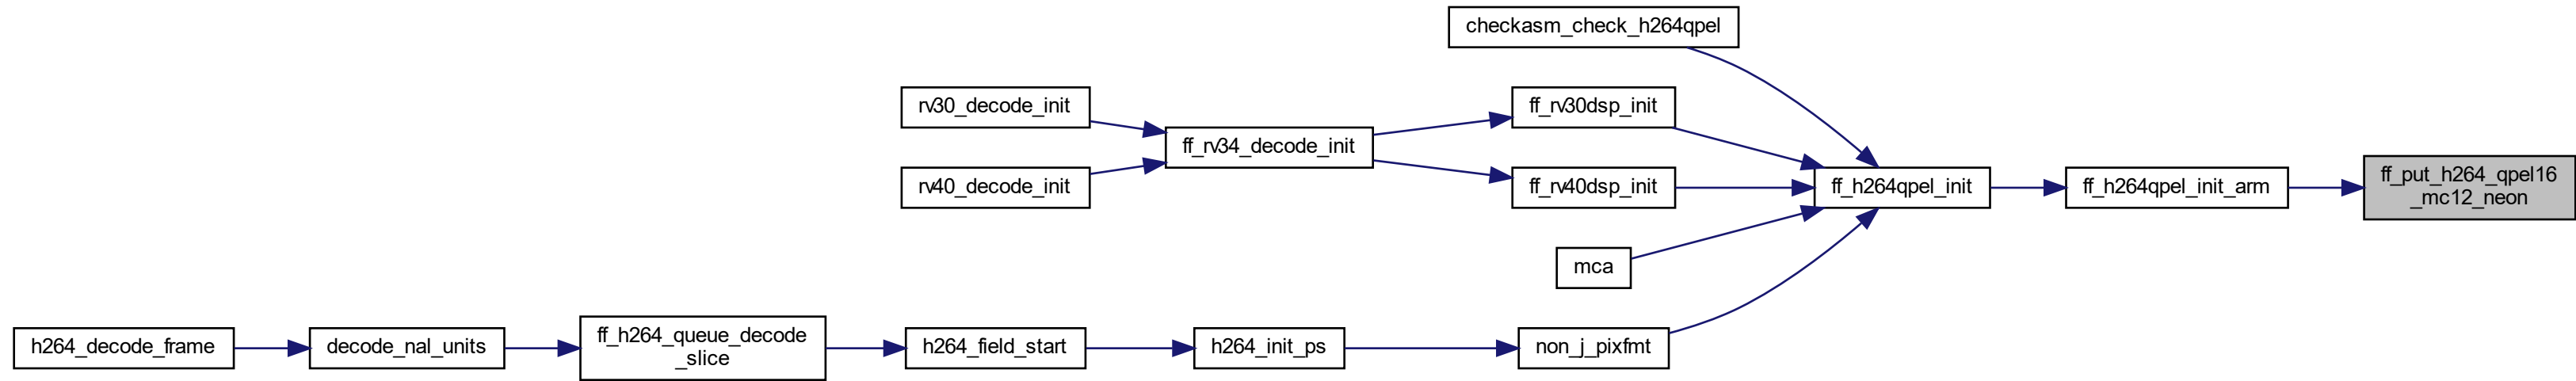 checkasm_check_h264qpel
rv30_decode_init
ff_rv30dsp_init
ff_rv34_decode_init
rv40_decode_init
ff_rv40dsp_init
ff_h264qpel_init
ff_h264qpel_init_arm
ff_put_h264_qpel16
_mc12_neon
mca
h264_decode_frame
decode_nal_units
ff_h264_queue_decode
_slice
h264_field_start
h264_init_ps
non_j_pixfmt